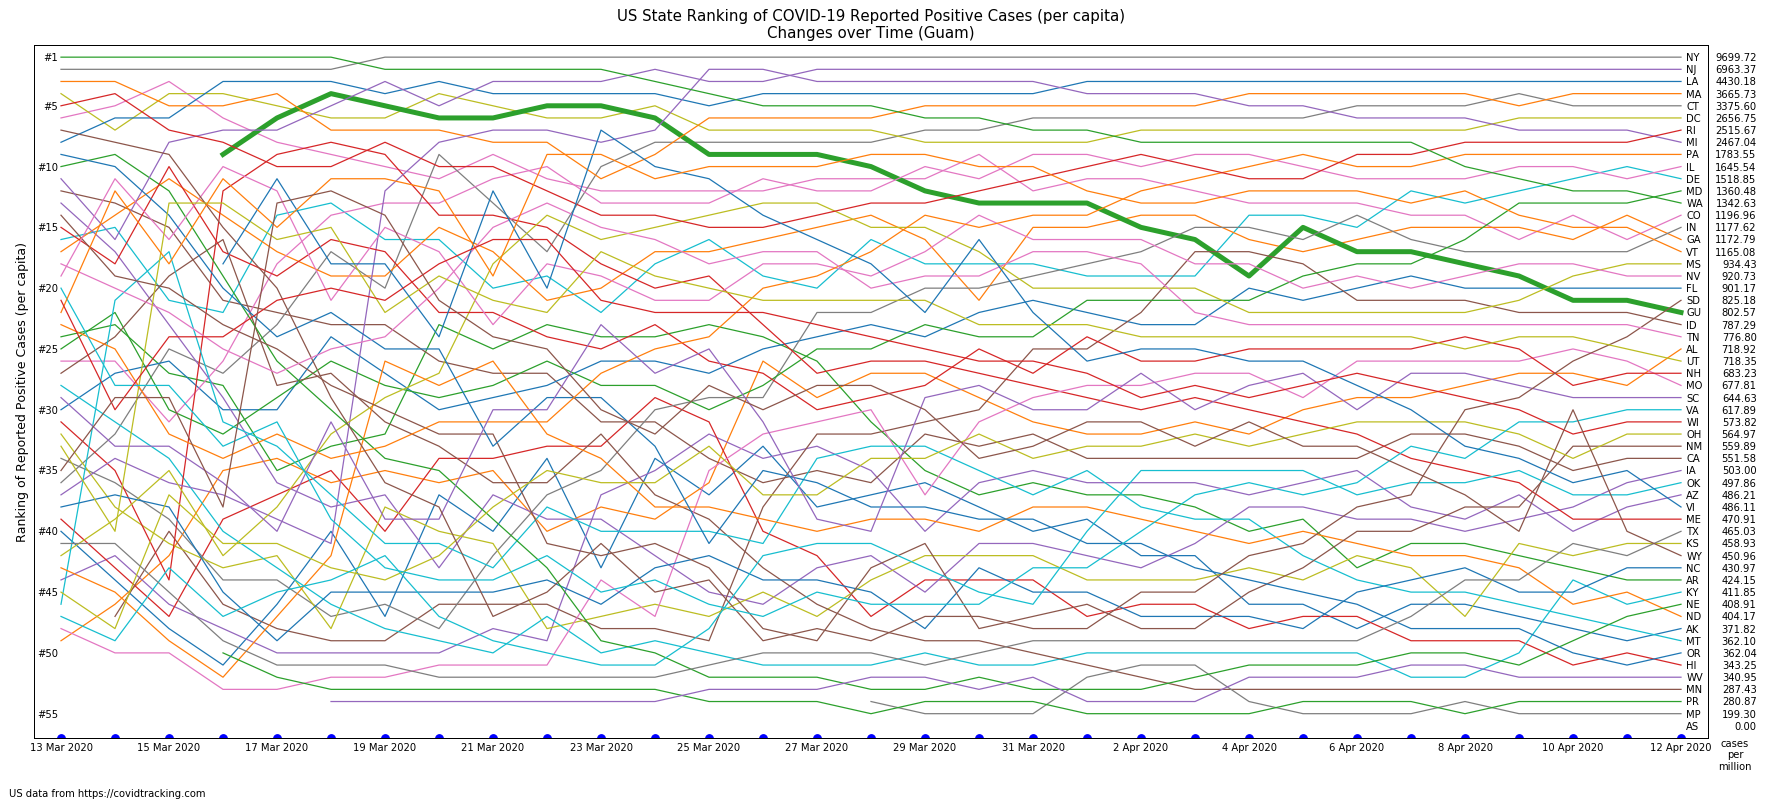 US State Ranking of COVID-19 Reported Positive Cases (per capita)
Changes over Time (Guam)
Ranking of Reported Positive Cases (per capita)
#1
#5
#10
#15
#20
#25
#30
#35
#40
#45
#50
#55
NY 9699.72
NJ 6963.37
LA 4430.18
MA 3665.73
CT 3375.60
DC 2656.75
RI 2515.67
MI 2467.04
PA 1783.55
IL 1645.54
DE 1518.85
MD 1360.48
WA 1342.63
CO 1196.96
IN 1177.62
GA 1172.79
VT 1165.08
MS 934.43
NV 920.73
FL 901.17
SD 825.18
GU 802.57
ID 787.29
TN 776.80
AL 718.92
UT 718.35
NH 683.23
MO 677.81
SC 644.63
VA 617.89
WI 573.82
OH 564.97
NM 559.89
CA 551.58
IA 503.00
OK 497.86
AZ 486.21
VI 486.11
ME 470.91
TX 465.03
KS 458.93
WY 450.96
NC 430.97
AR 424.15
KY 411.85
NE 408.91
ND 404.17
AK 371.82
MT 362.10
OR 362.04
HI 343.25
WV 340.95
MN 287.43
PR 280.87
MP 199.30
AS 0.00
13 Mar 2020 15 Mar 2020 17 Mar 2020 19 Mar 2020 21 Mar 2020 23 Mar 2020 25 Mar 2020 27 Mar 2020 29 Mar 2020 31 Mar 2020 2 Apr 2020 4 Apr 2020 6 Apr 2020 8 Apr 2020 10 Apr 2020 12 Apr 2020
cases
per
million
US data from https://covidtracking.com